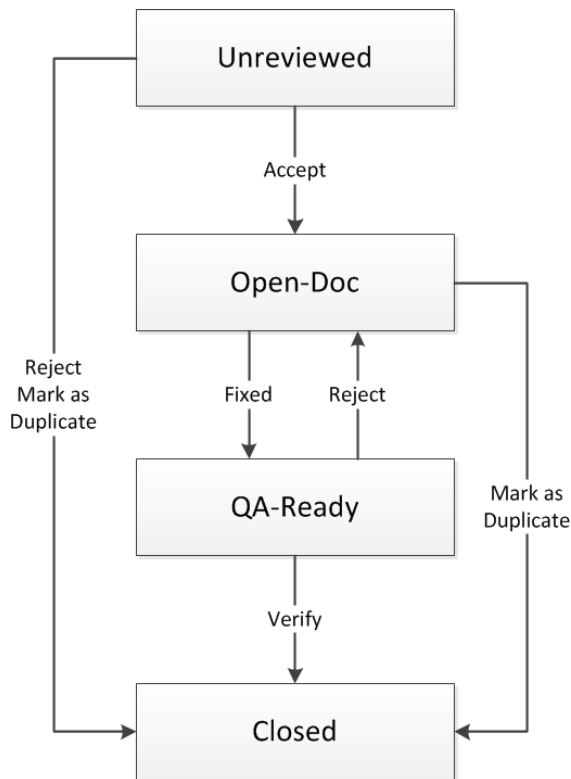 Unreviewed
Accept
Open-Doc
Reject
Mark as
Duplicate
Fixed
Reject
QA-Ready
Mark as
Duplicate
Verify
Closed